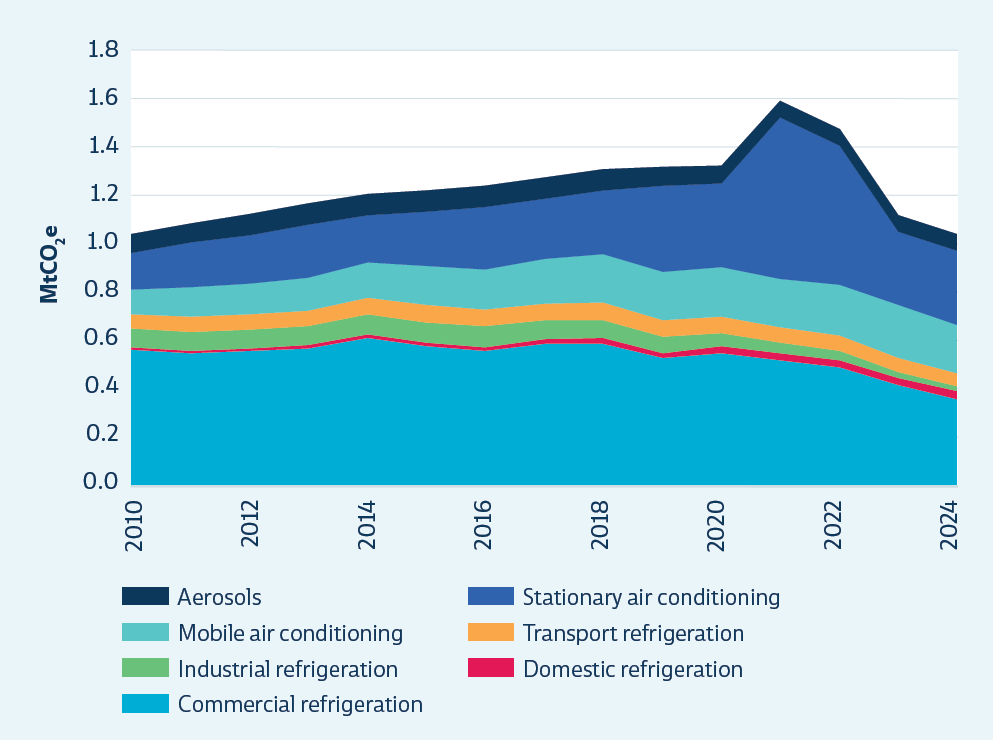 1.8
1.6
1.4
1.2
1.0
0.8
0.6
0.4
0.2
0.0
MtCO₂e
2010 2012 2014 2016 2018 2020 2022 2024
Aerosols Stationary air conditioning
Mobile air conditioning Transport refrigeration
Industrial refrigeration Domestic refrigeration
Commercial refrigeration